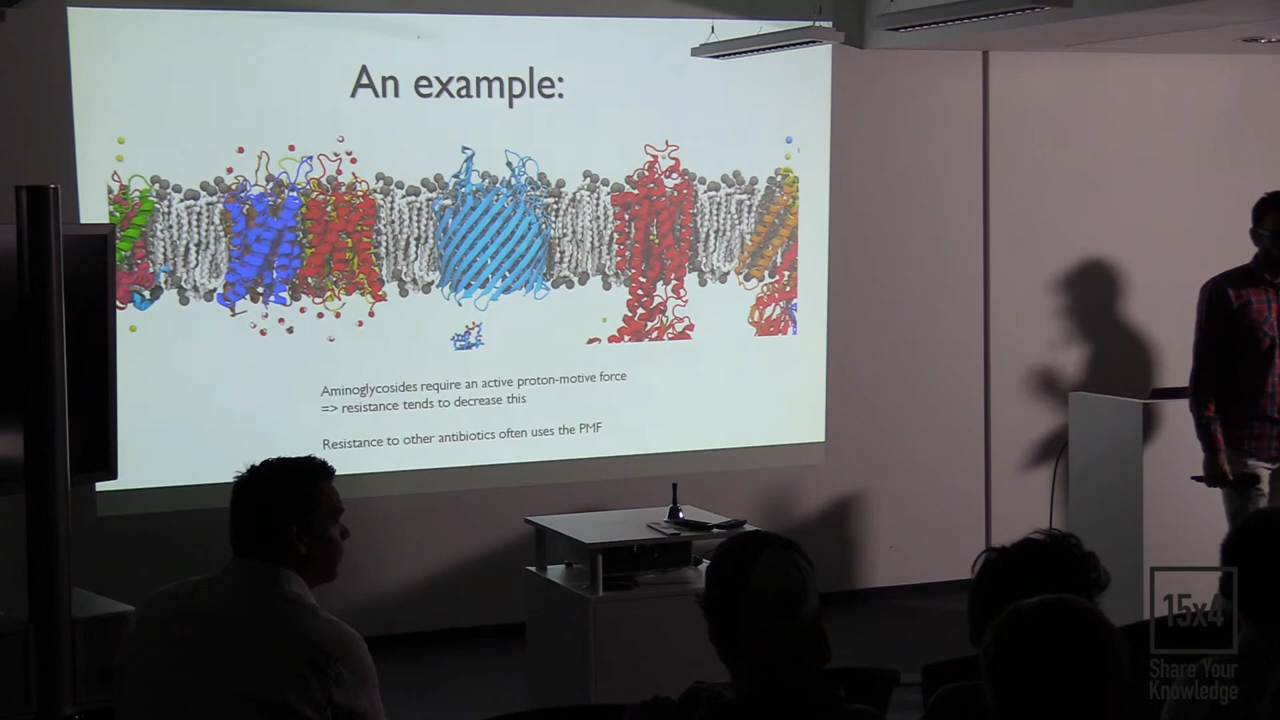 An example:
Aminoglycosides require an active proton-motive force
=> resistance tends to decrease this
Resistance to other antibiotics often uses the PMF
15x4
Share Your
Knowledge